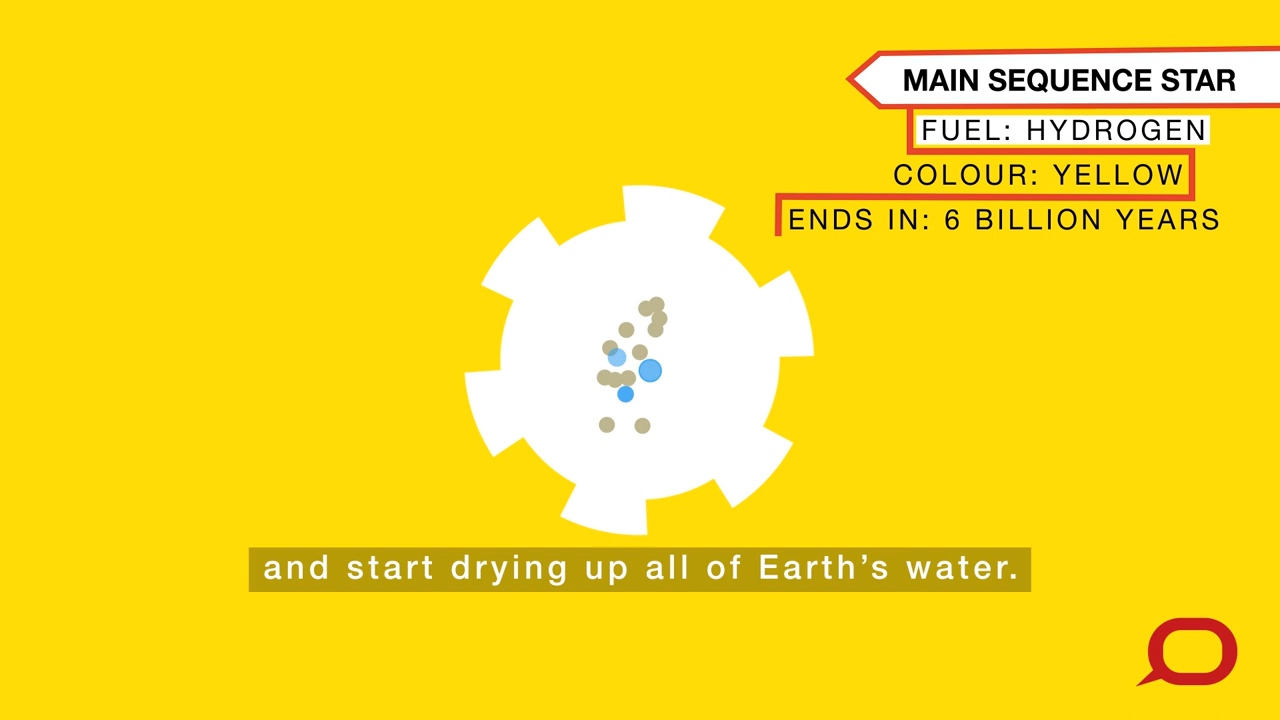 MAIN SEQUENCE STAR
FUEL: HYDROGEN
COLOUR: YELLOW
ENDS IN: 6 BILLION YEARS
and start drying up all of Earth’s water.